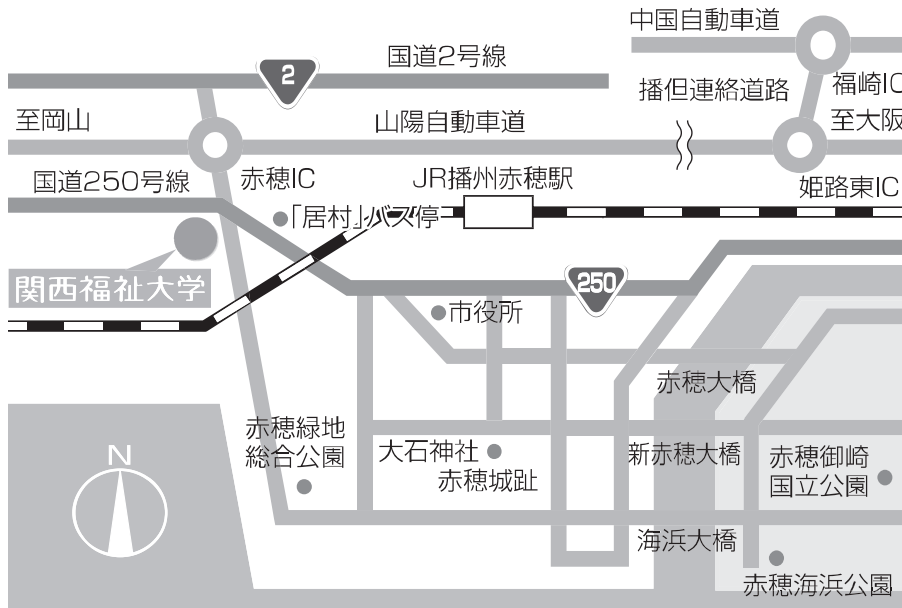 中国自動車道
国道2号線
2
播但連絡道路
福崎IC
至岡山
山陽自動車道
至大阪
国道250号線
赤穂IC
JR播州赤穂駅
姫路東IC
「居村」バス停
関西福祉大学
250
市役所
赤穂大橋
赤穂緑地
総合公園
大石神社
赤穂城趾
新赤穂大橋
赤穂御崎
国立公園
N
海浜大橋
赤穂海浜公園